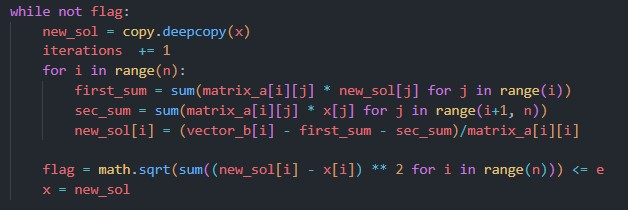 while not flag:
    new_sol = copy.deepcopy(x)
    iterations  += 1
    for i in range(n):
        first_sum = sum(matrix_a[i][j] * new_sol[j] for j in range(i))
        sec_sum = sum(matrix_a[i][j] * x[j] for j in range(i+1, n))
        new_sol[i] = (vector_b[i] - first_sum - sec_sum)/matrix_a[i][i]

    flag = math.sqrt(sum((new_sol[i] - x[i]) ** 2 for i in range(n))) <= e
    x = new_sol